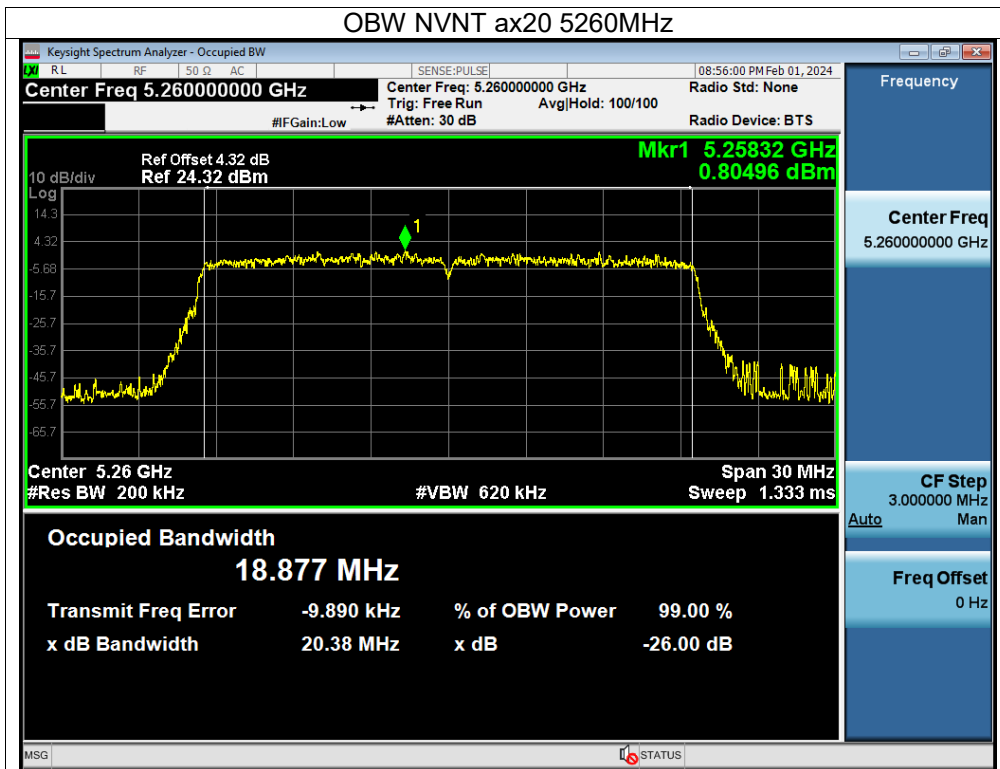 OBW NVNT ax20 5260MHz
Keysight Spectrum Analyzer - Occupied BW
LXI RL RF 50 Ω AC SENSE:PULSE 08:56:00 PM Feb 01, 2024
Center Freq 5.260000000 GHz
Center Freq: 5.260000000 GHz Radio Std: None
Trig: Free Run Avg|Hold: 100/100
#IFGain:Low #Atten: 30 dB Radio Device: BTS
Frequency
Mkr1 5.25832 GHz
Ref Offset 4.32 dB
10 dB/div Ref 24.32 dBm 0.80496 dBm
Log
14.3
4.32
-5.68
-15.7
-25.7
-35.7
-45.7
-55.7
-65.7
1
Center 5.26 GHz Span 30 MHz
#Res BW 200 kHz #VBW 620 kHz Sweep 1.333 ms
Center Freq
5.260000000 GHz
CF Step
3.000000 MHz
Auto Man
Freq Offset
0 Hz
Occupied Bandwidth
18.877 MHz
Transmit Freq Error -9.890 kHz % of OBW Power 99.00 %
x dB Bandwidth 20.38 MHz x dB -26.00 dB
MSG STATUS